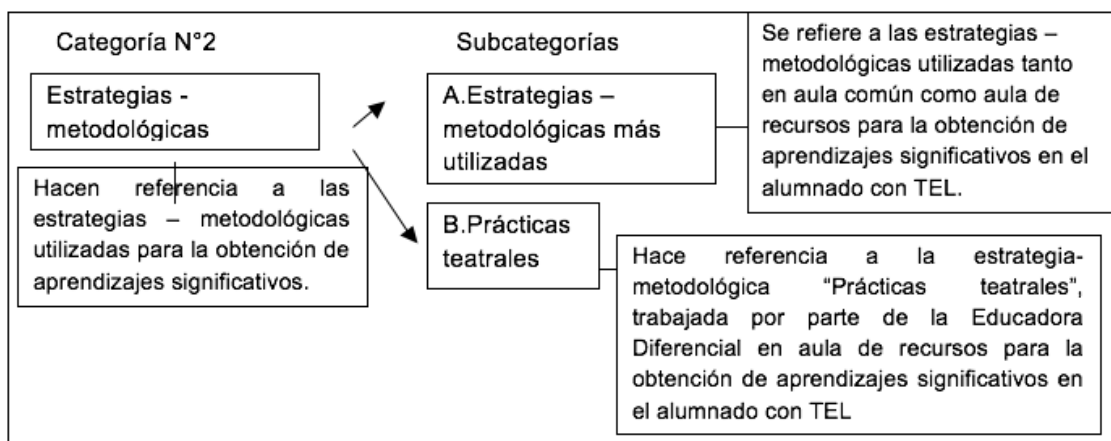 Categoría N°2
Estrategias -
metodológicas
Hacen referencia a las
estrategias – metodológicas
utilizadas para la obtención de
aprendizajes significativos.
Subcategorías
A.Estrategias –
metodológicas más
utilizadas
Se refiere a las estrategias –
metodológicas utilizadas tanto
en aula común como aula de
recursos para la obtención de
aprendizajes significativos en el
alumnado con TEL.
B.Prácticas
teatrales
Hace referencia a la estrategia-
metodológica “Prácticas teatrales”,
trabajada por parte de la Educadora
Diferencial en aula de recursos para la
obtención de aprendizajes significativos en
el alumnado con TEL